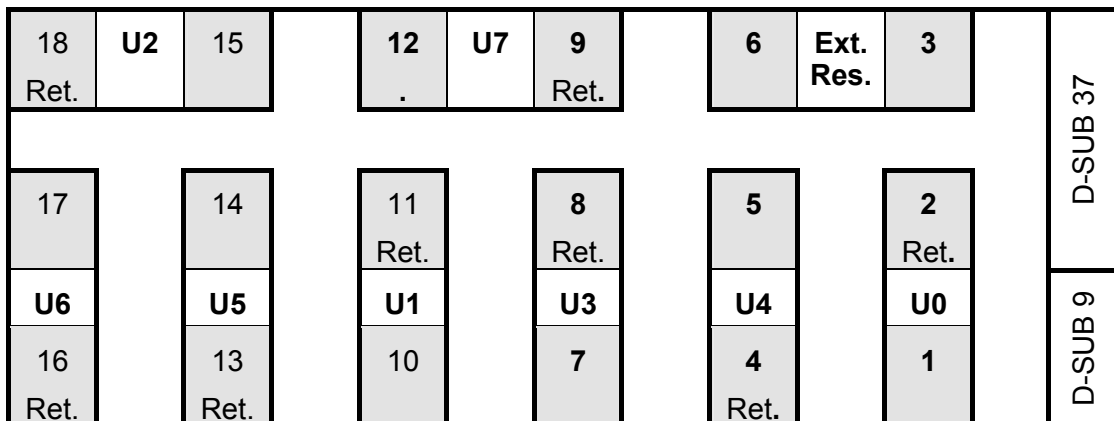 18 U2 15 12 U7 9 6 Ext. 3
Ret. . Ret. Res.
D-SUB 37
17 14 11 8 5 2
Ret. Ret. Ret.
U6 U5 U1 U3 U4 U0
D-SUB 9
16 13 10 7 4 1
Ret. Ret. Ret.